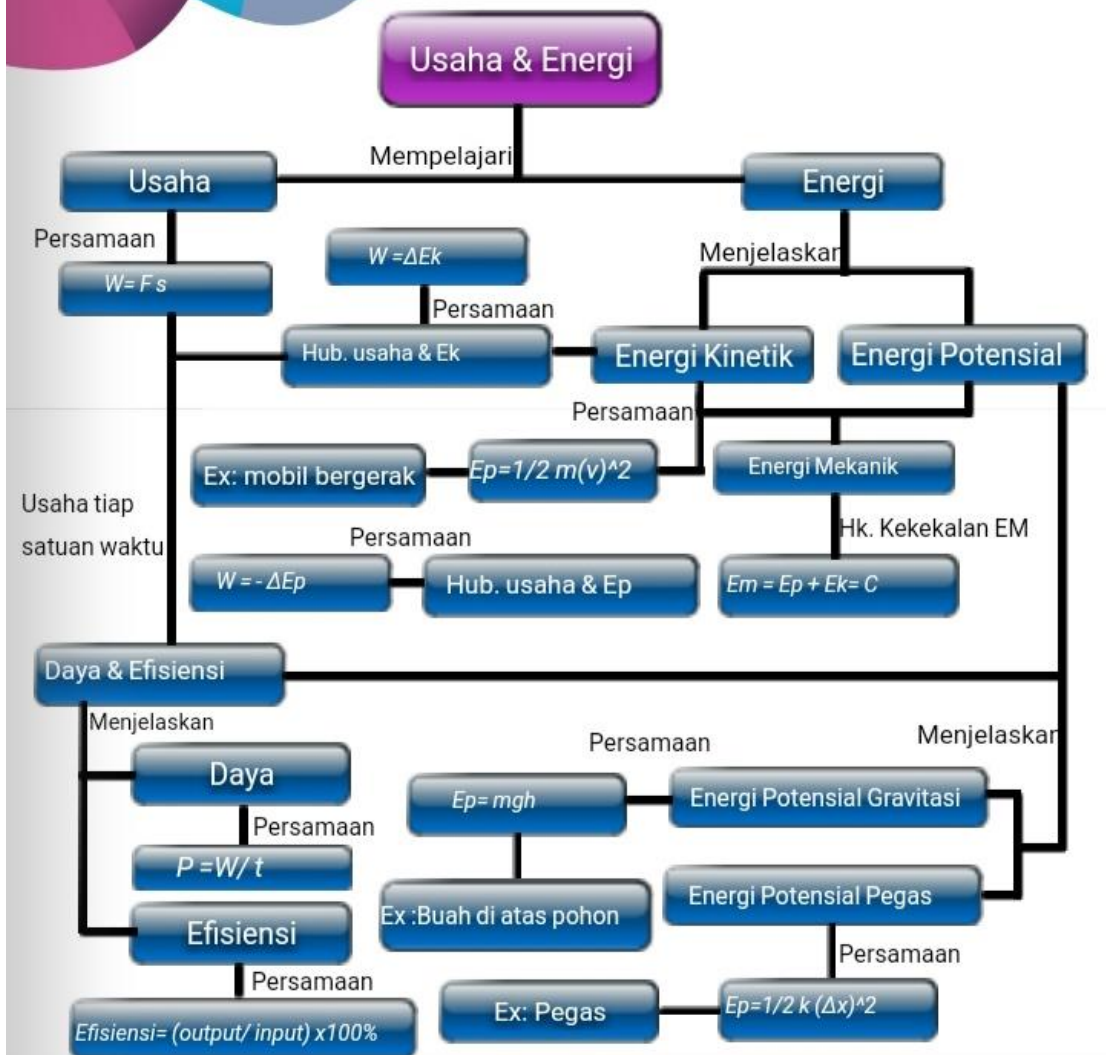 Usaha & Energi
Mempelajari
Usaha
Energi
Persamaan
W= F s
W =ΔEk
Menjelaskan
Persamaan
Hub. usaha & Ek
Energi Kinetik
Energi Potensial
Persamaan
Ex: mobil bergerak
Ep=1/2 m(v)^2
Energi Mekanik
Usaha tiap
satuan waktu
Hk. Kekekalan EM
Persamaan
W = - ΔEp
Hub. usaha & Ep
Em = Ep + Ek= C
Daya & Efisiensi
Menjelaskan
Daya
Persamaan
P =W/ t
Efisiensi
Persamaan
Efisiensi= (output/ input) x100%
Menjelaskan
Persamaan
Ep= mgh
Energi Potensial Gravitasi
Ex :Buah di atas pohon
Energi Potensial Pegas
Persamaan
Ex: Pegas
Ep=1/2 k (Δx)^2